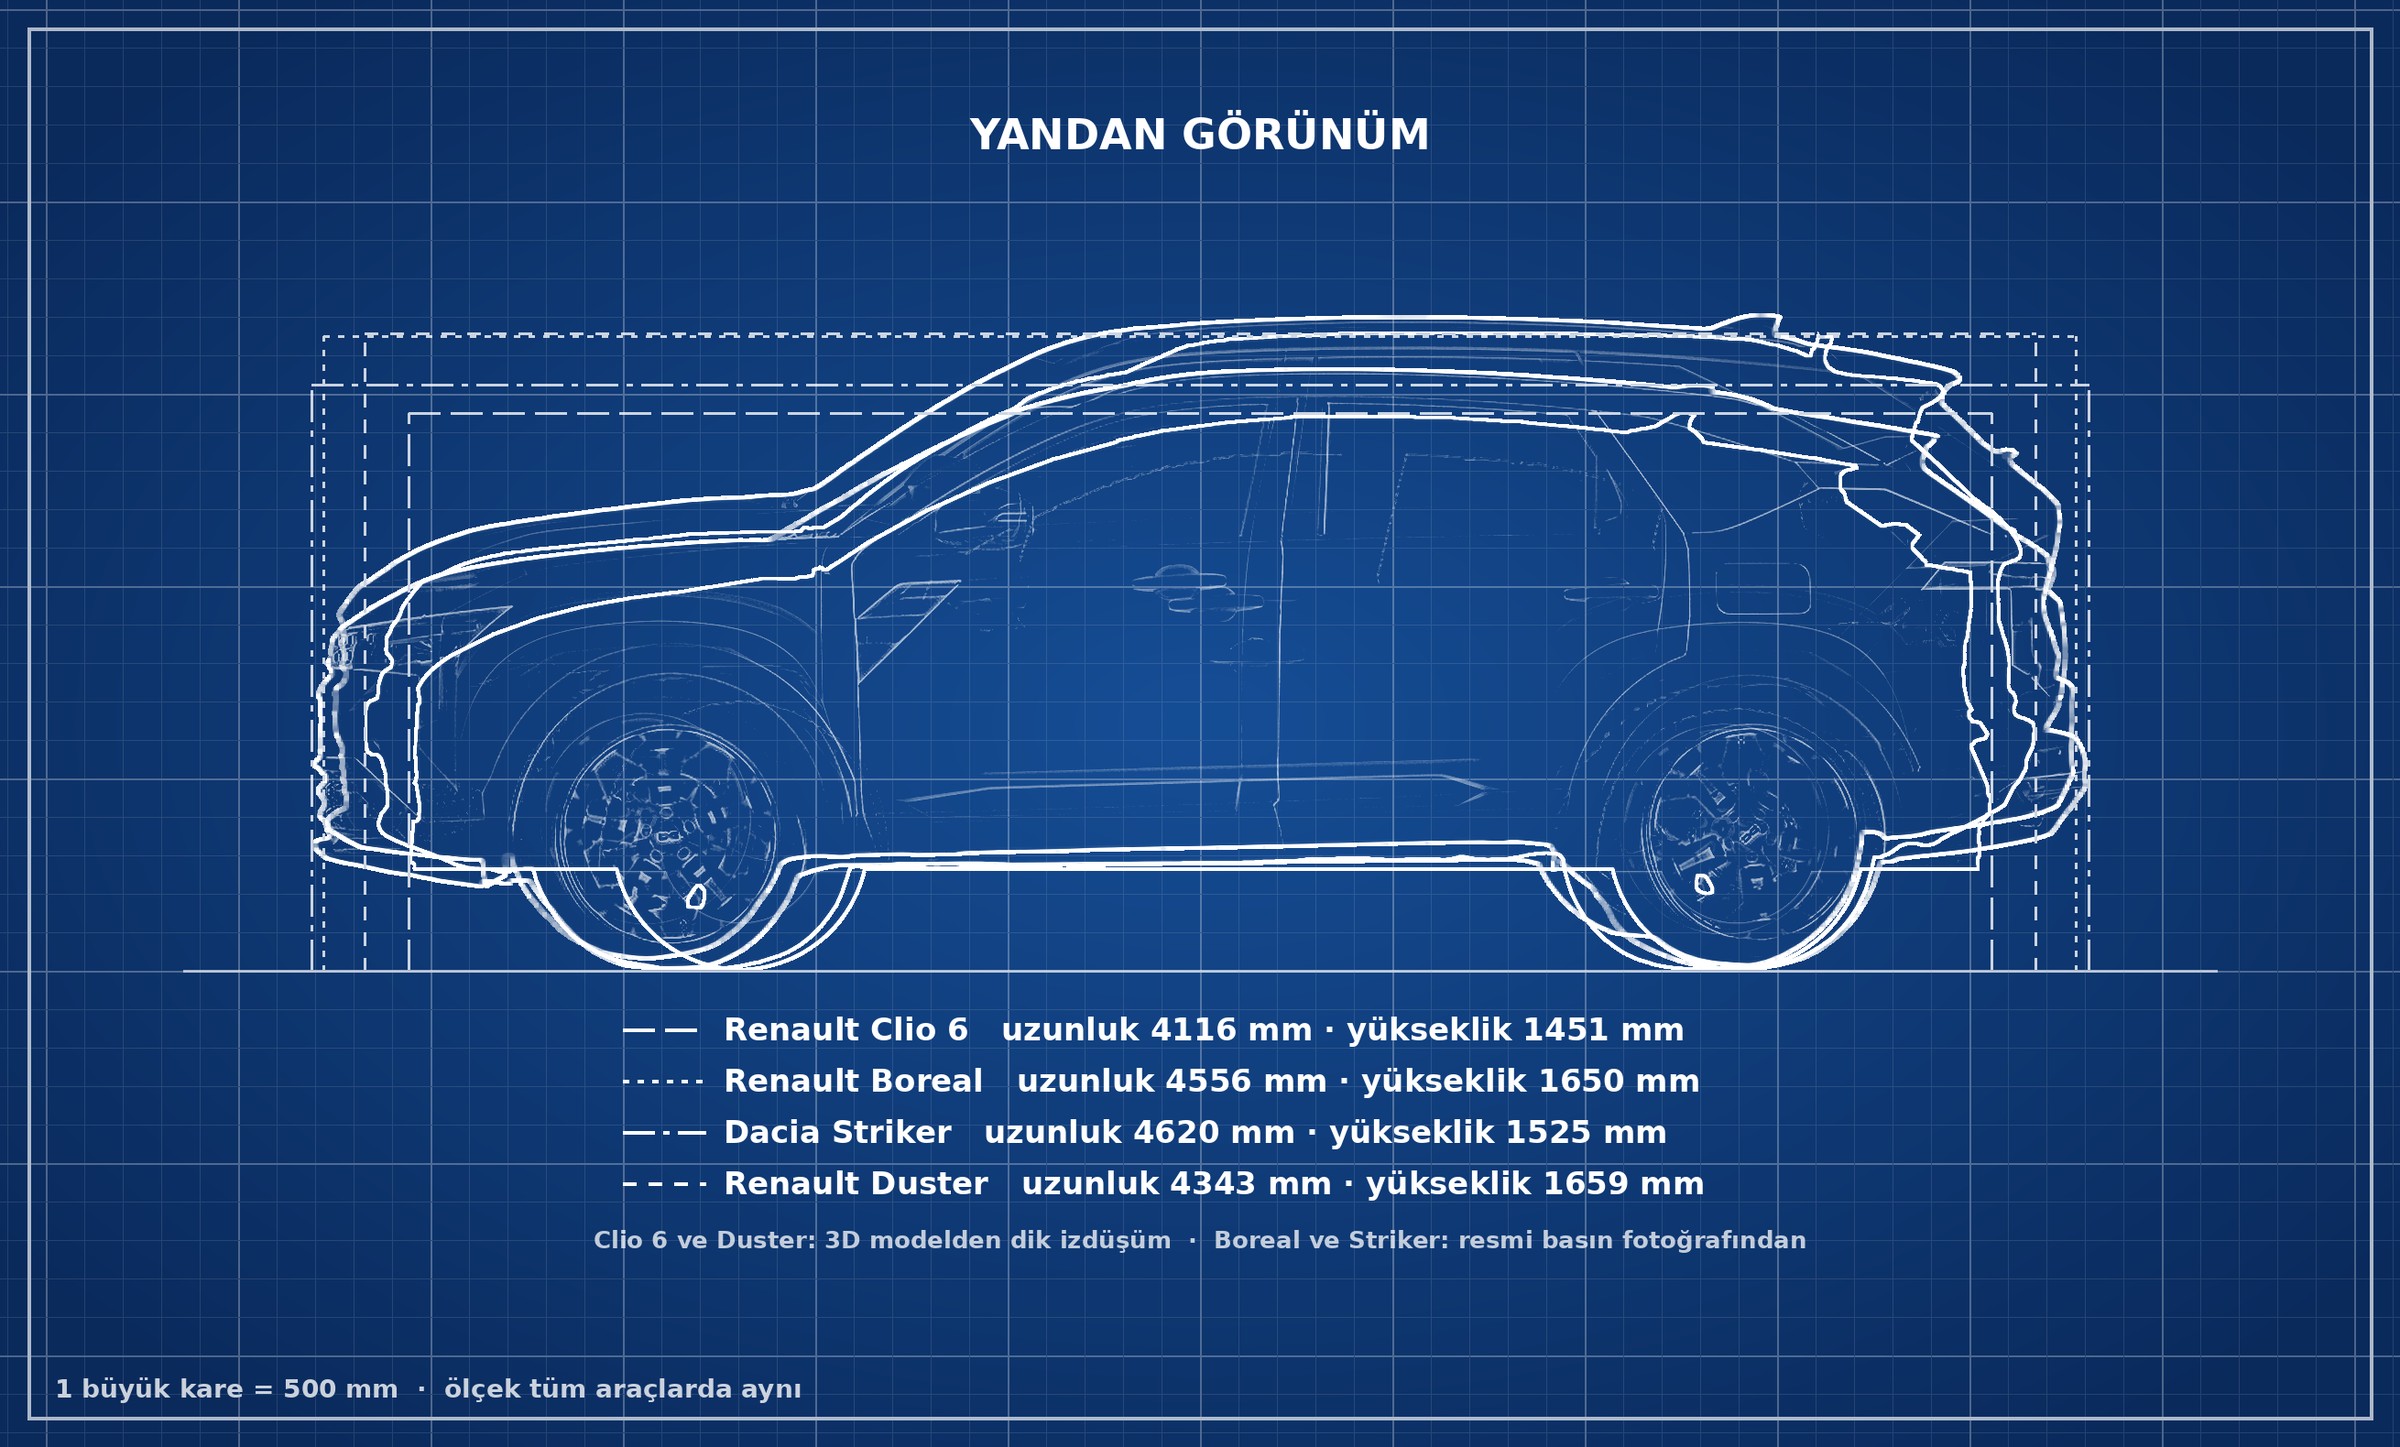 YANDAN GÖRÜNÜM
Renault Clio 6 uzunluk 4116 mm · yükseklik 1451 mm
Renault Boreal uzunluk 4556 mm · yükseklik 1650 mm
Dacia Striker uzunluk 4620 mm · yükseklik 1525 mm
Renault Duster uzunluk 4343 mm · yükseklik 1659 mm
Clio 6 ve Duster: 3D modelden dik izdüşüm · Boreal ve Striker: resmi basın fotoğrafından
1 büyük kare = 500 mm · ölçek tüm araçlarda aynı